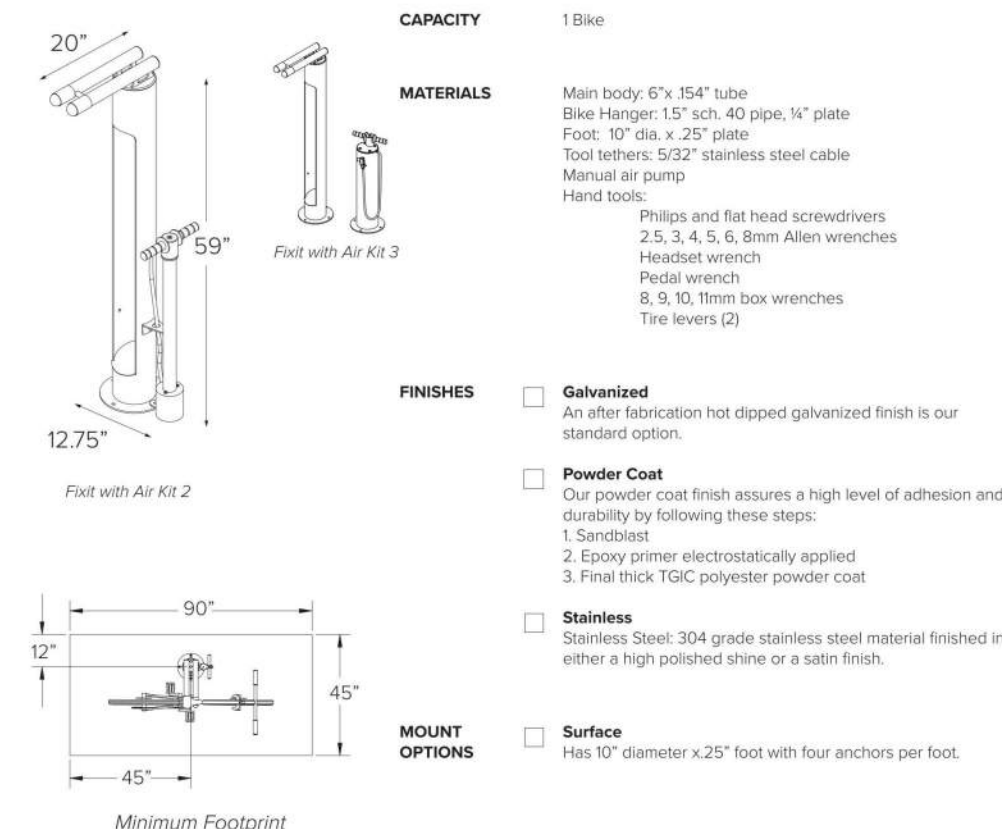 20”
59”
12.75”
Fixit with Air Kit 3
Fixit with Air Kit 2
90”
12”
45”
45”
Minimum Footprint
CAPACITY
1 Bike
MATERIALS
Main body: 6”x .154” tube
Bike Hanger: 1.5” sch. 40 pipe, ¼” plate
Foot: 10” dia. x .25” plate
Tool tethers: 5/32” stainless steel cable
Manual air pump
Hand tools:
Philips and flat head screwdrivers
2.5, 3, 4, 5, 6, 8mm Allen wrenches
Headset wrench
Pedal wrench
8, 9, 10, 11mm box wrenches
Tire levers (2)
FINISHES
Galvanized
An after fabrication hot dipped galvanized finish is our
standard option.
Powder Coat
Our powder coat finish assures a high level of adhesion and
durability by following these steps:
1. Sandblast
2. Epoxy primer electrostatically applied
3. Final thick TGIC polyester powder coat
Stainless
Stainless Steel: 304 grade stainless steel material finished in
either a high polished shine or a satin finish.
MOUNT
OPTIONS
Surface
Has 10” diameter x.25” foot with four anchors per foot.